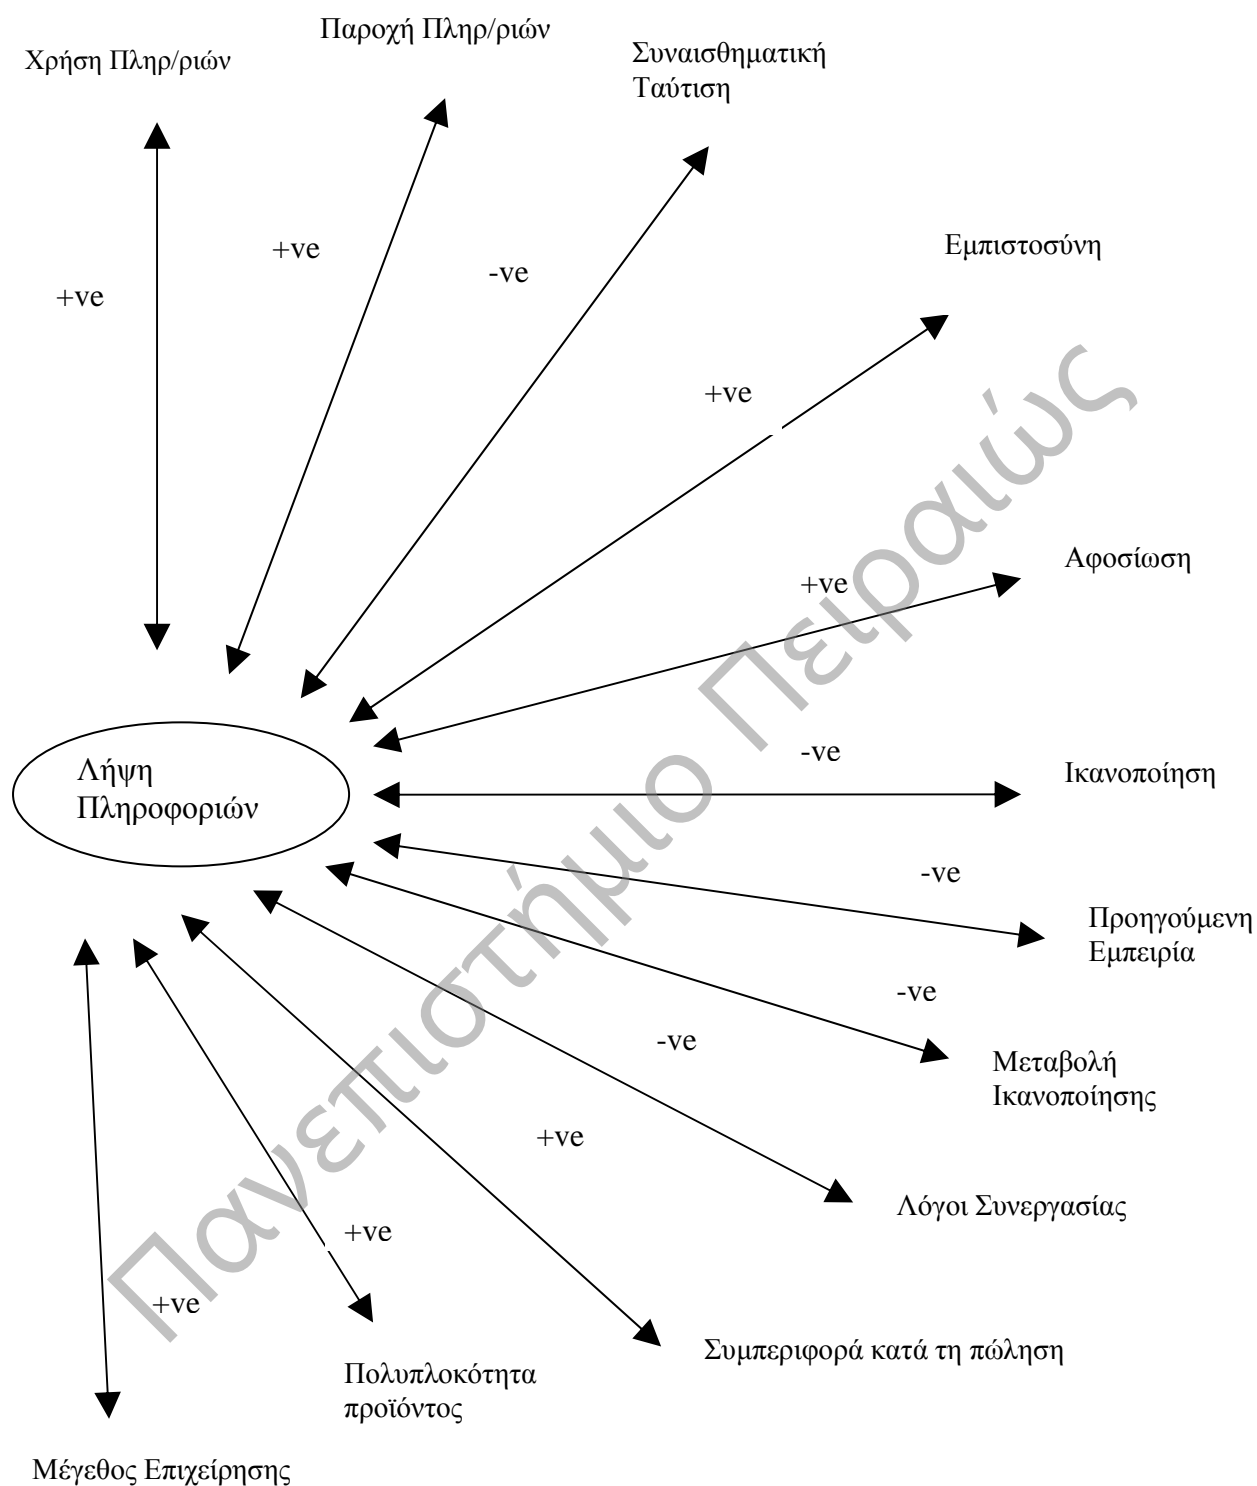 Παροχή Πληρ/ριών
Χρήση Πληρ/ριών
Συναισθηματική
Ταύτιση
+ve
+ve
-ve
Εμπιστοσύνη
+ve
Αφοσίωση
+ve
-ve
Ικανοποίηση
Λήψη
Πληροφοριών
-ve
Προηγούμενη
Εμπειρία
-ve
-ve
Μεταβολή
Ικανοποίησης
+ve
Λόγοι Συνεργασίας
+ve
+ve
Συμπεριφορά κατά τη πώληση
Πολυπλοκότητα
προϊόντος
Μέγεθος Επιχείρησης
Πανεπιστήμιο Πειραιώς